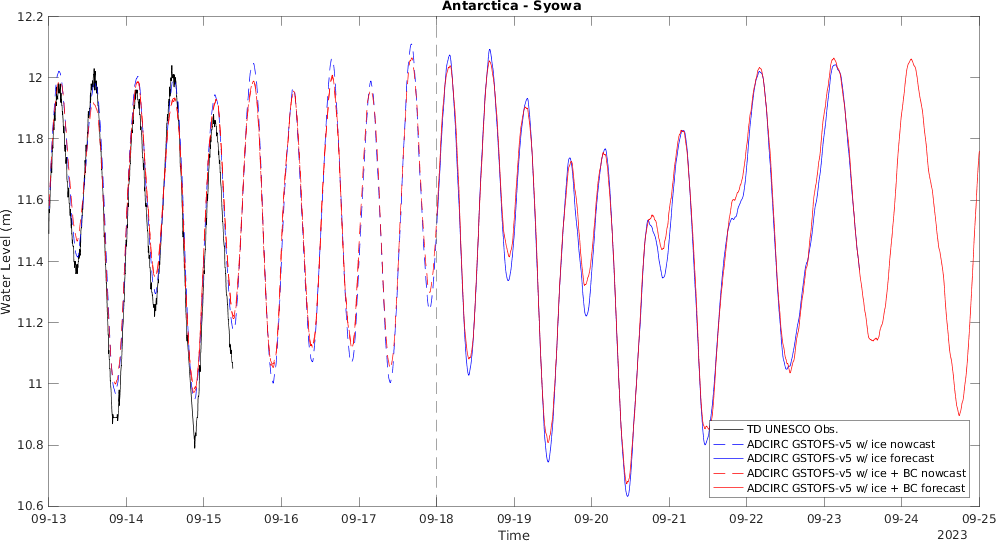 Antarctica - Syowa
Water Level (m)
12.2
12
11.8
11.6
11.4
11.2
11
10.8
10.6
TD UNESCO Obs.
ADCIRC GSTOFS-v5 w/ ice nowcast
ADCIRC GSTOFS-v5 w/ ice forecast
ADCIRC GSTOFS-v5 w/ ice + BC nowcast
ADCIRC GSTOFS-v5 w/ ice + BC forecast
09-13 09-14 09-15 09-16 09-17 09-18 09-19 09-20 09-21 09-22 09-23 09-24 09-25
Time
2023